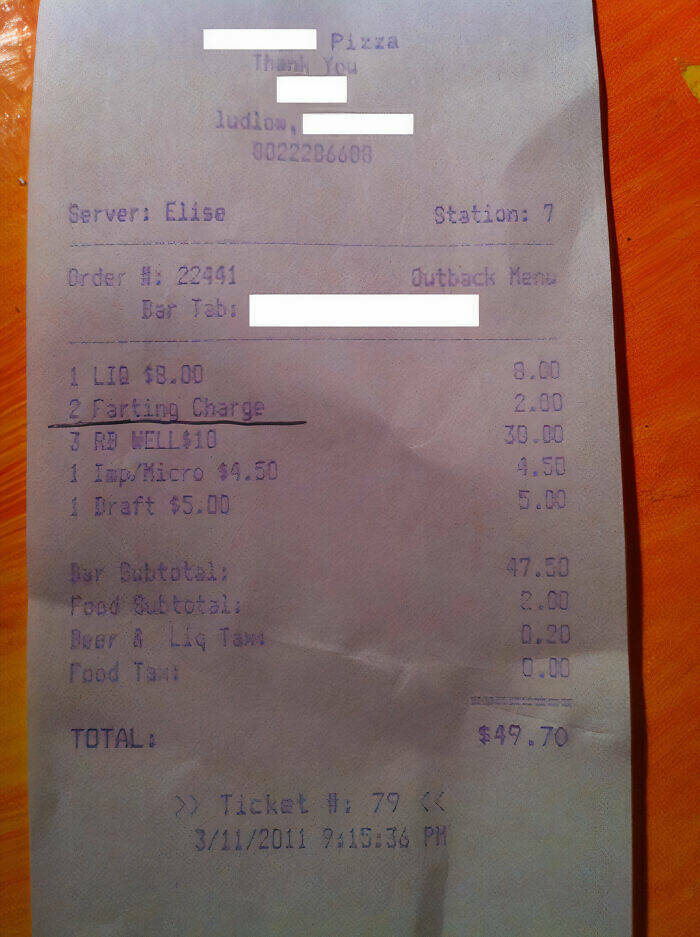 Pizza
Thank You
ludlow,
8022286688
Server: Elise Station: 7
Order #: 22441 Outback Menu
Bar Tab:
1 LIQ $8.00 8.00
2 Farting Charge 2.00
3 RB WELL$10 30.00
1 Imp/Micro $4.50 4.50
1 Draft $5.00 5.00
Bar Subtotal: 47.50
Food Subtotal: 2.00
Beer & Liq Tax: 0.20
Food Tax: 0.00
TOTAL: $49.70
>> Ticket #: 79 <<
3/11/2011 9:15:36 PM